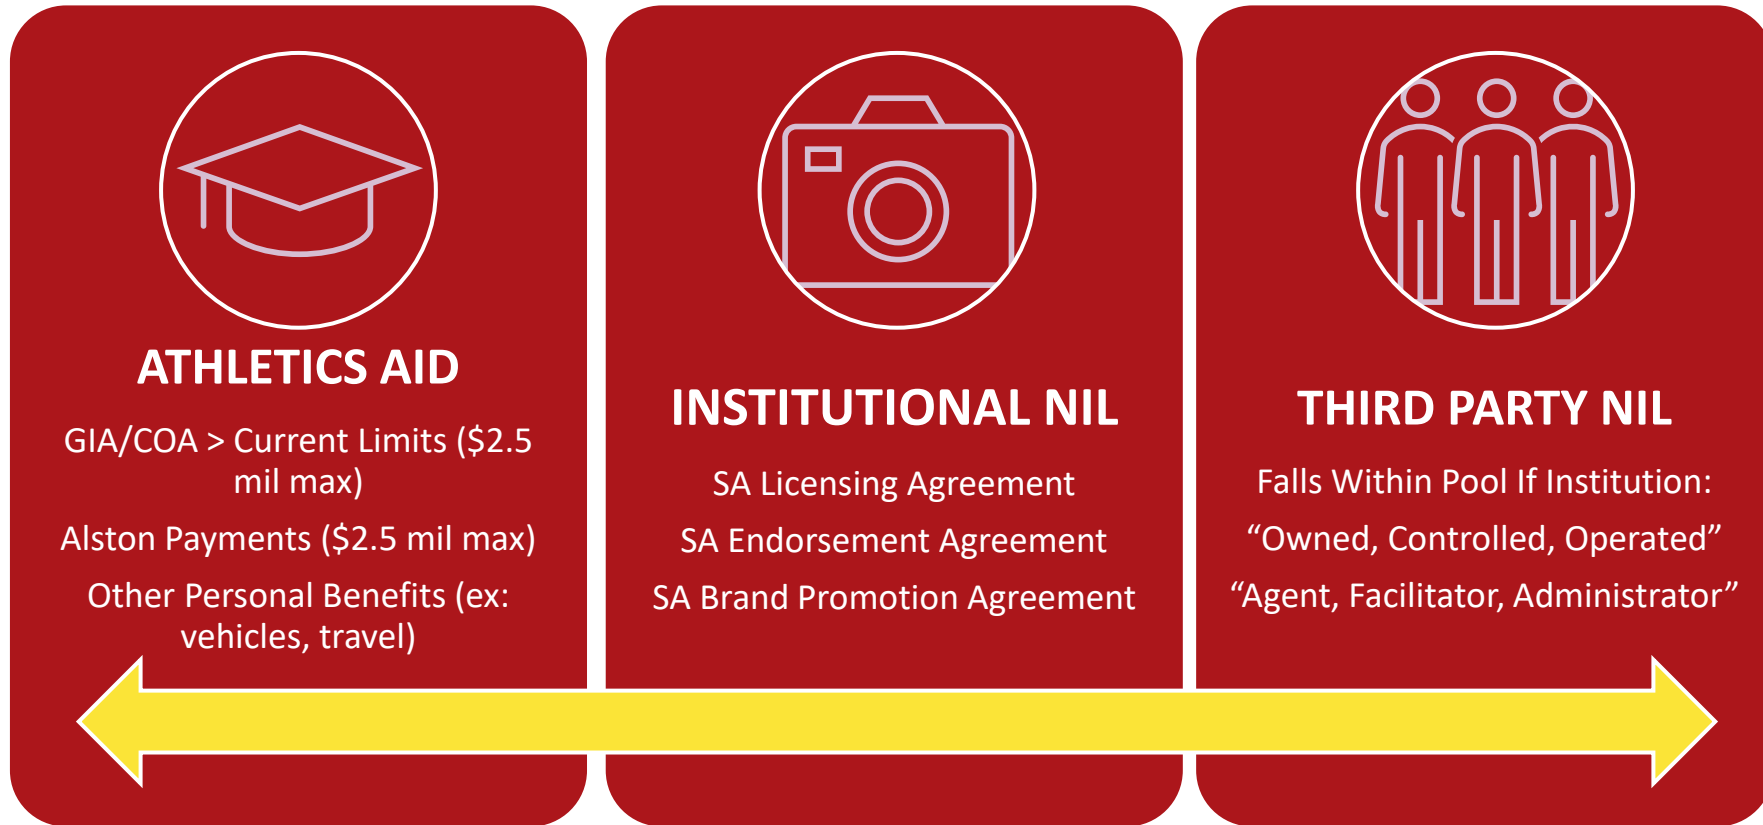 ATHLETICS AID
GIA/COA > Current Limits ($2.5
mil max)
Alston Payments ($2.5 mil max)
Other Personal Benefits (ex:
vehicles, travel)
INSTITUTIONAL NIL
SA Licensing Agreement
SA Endorsement Agreement
SA Brand Promotion Agreement
THIRD PARTY NIL
Falls Within Pool If Institution:
“Owned, Controlled, Operated”
“Agent, Facilitator, Administrator”